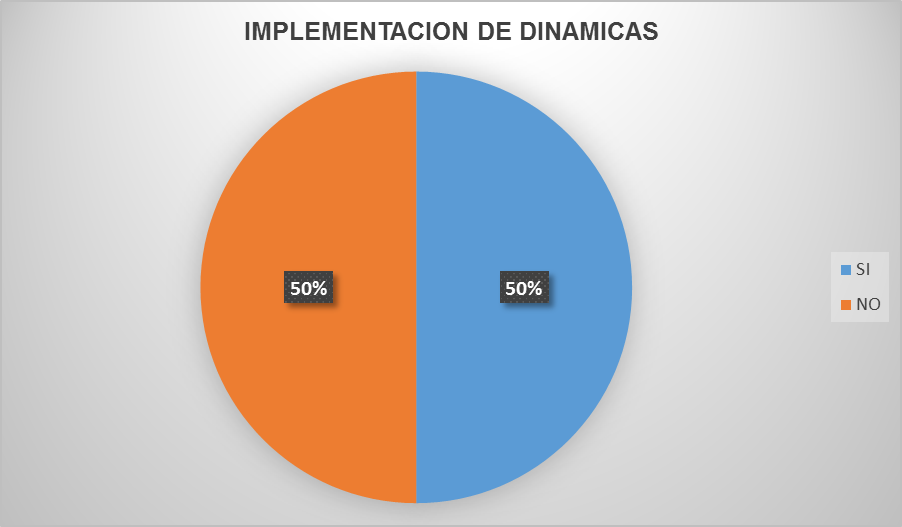 IMPLEMENTACION DE DINAMICAS
50%
50%
SI
NO